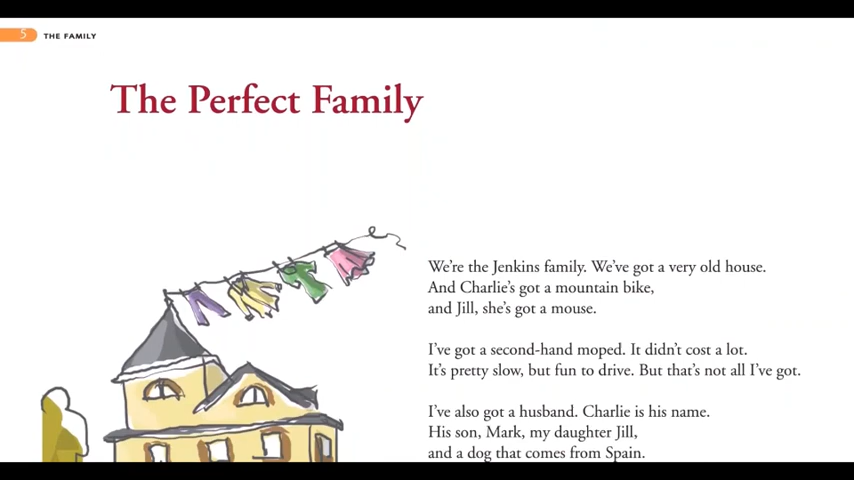 5 THE FAMILY
The Perfect Family
We're the Jenkins family. We've got a very old house.
And Charlie's got a mountain bike,
and Jill, she's got a mouse.
I've got a second-hand moped. It didn't cost a lot.
It's pretty slow, but fun to drive. But that's not all I've got.
I've also got a husband. Charlie is his name.
His son, Mark, my daughter Jill,
and a dog that comes from Spain.